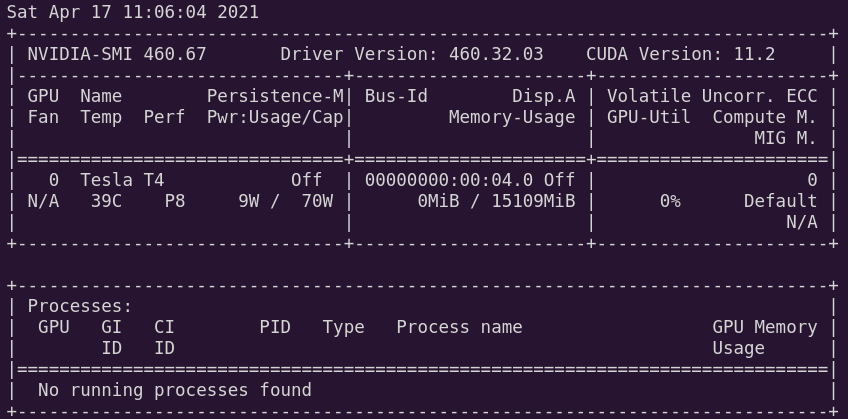 Sat Apr 17 11:06:04 2021
+-----------------------------------------------------------------------------+
| NVIDIA-SMI 460.67       Driver Version: 460.32.03    CUDA Version: 11.2     |
|-------------------------------+----------------------+----------------------+
| GPU  Name        Persistence-M| Bus-Id        Disp.A | Volatile Uncorr. ECC |
| Fan  Temp  Perf  Pwr:Usage/Cap|         Memory-Usage | GPU-Util  Compute M. |
|                               |                      |               MIG M. |
|===============================+======================+======================|
|   0  Tesla T4            Off  | 00000000:00:04.0 Off |                    0 |
| N/A   39C    P8     9W /  70W |      0MiB / 15109MiB |      0%      Default |
|                               |                      |                  N/A |
+-------------------------------+----------------------+----------------------+

+-----------------------------------------------------------------------------+
| Processes:                                                                  |
|  GPU   GI   CI        PID   Type   Process name                  GPU Memory |
|        ID   ID                                                   Usage      |
|=============================================================================|
|  No running processes found                                                 |
+-----------------------------------------------------------------------------+